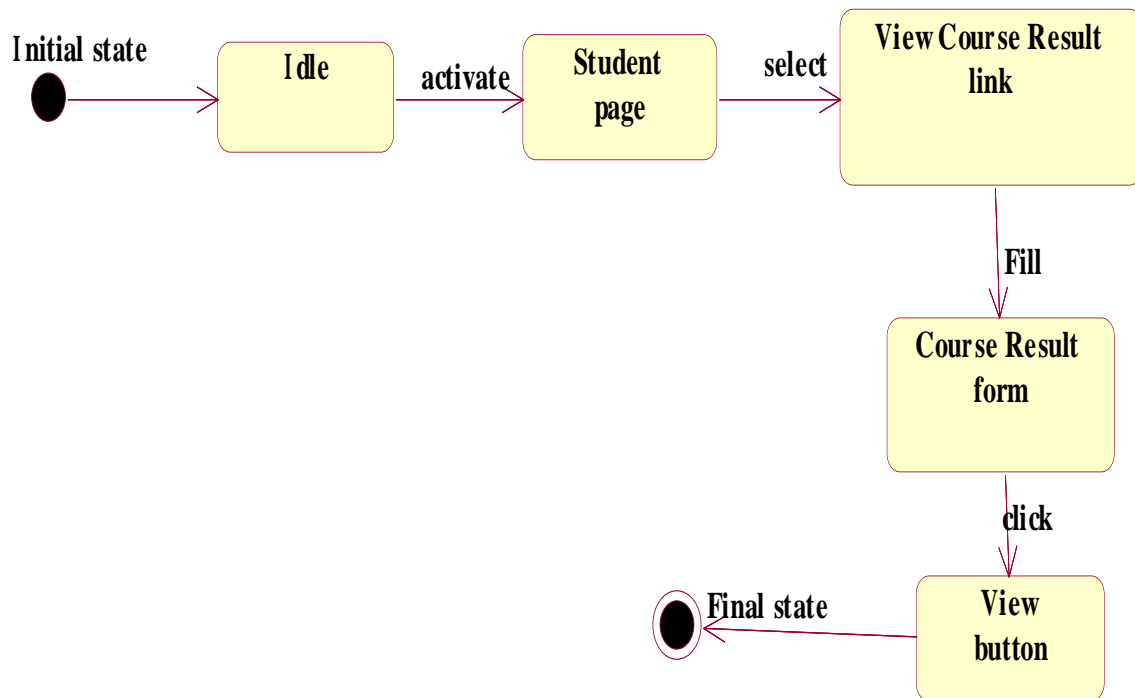 Initial state
Idle
activate
Student
page
select
View Course Result
link
Fill
Course Result
form
click
View
button
Final state